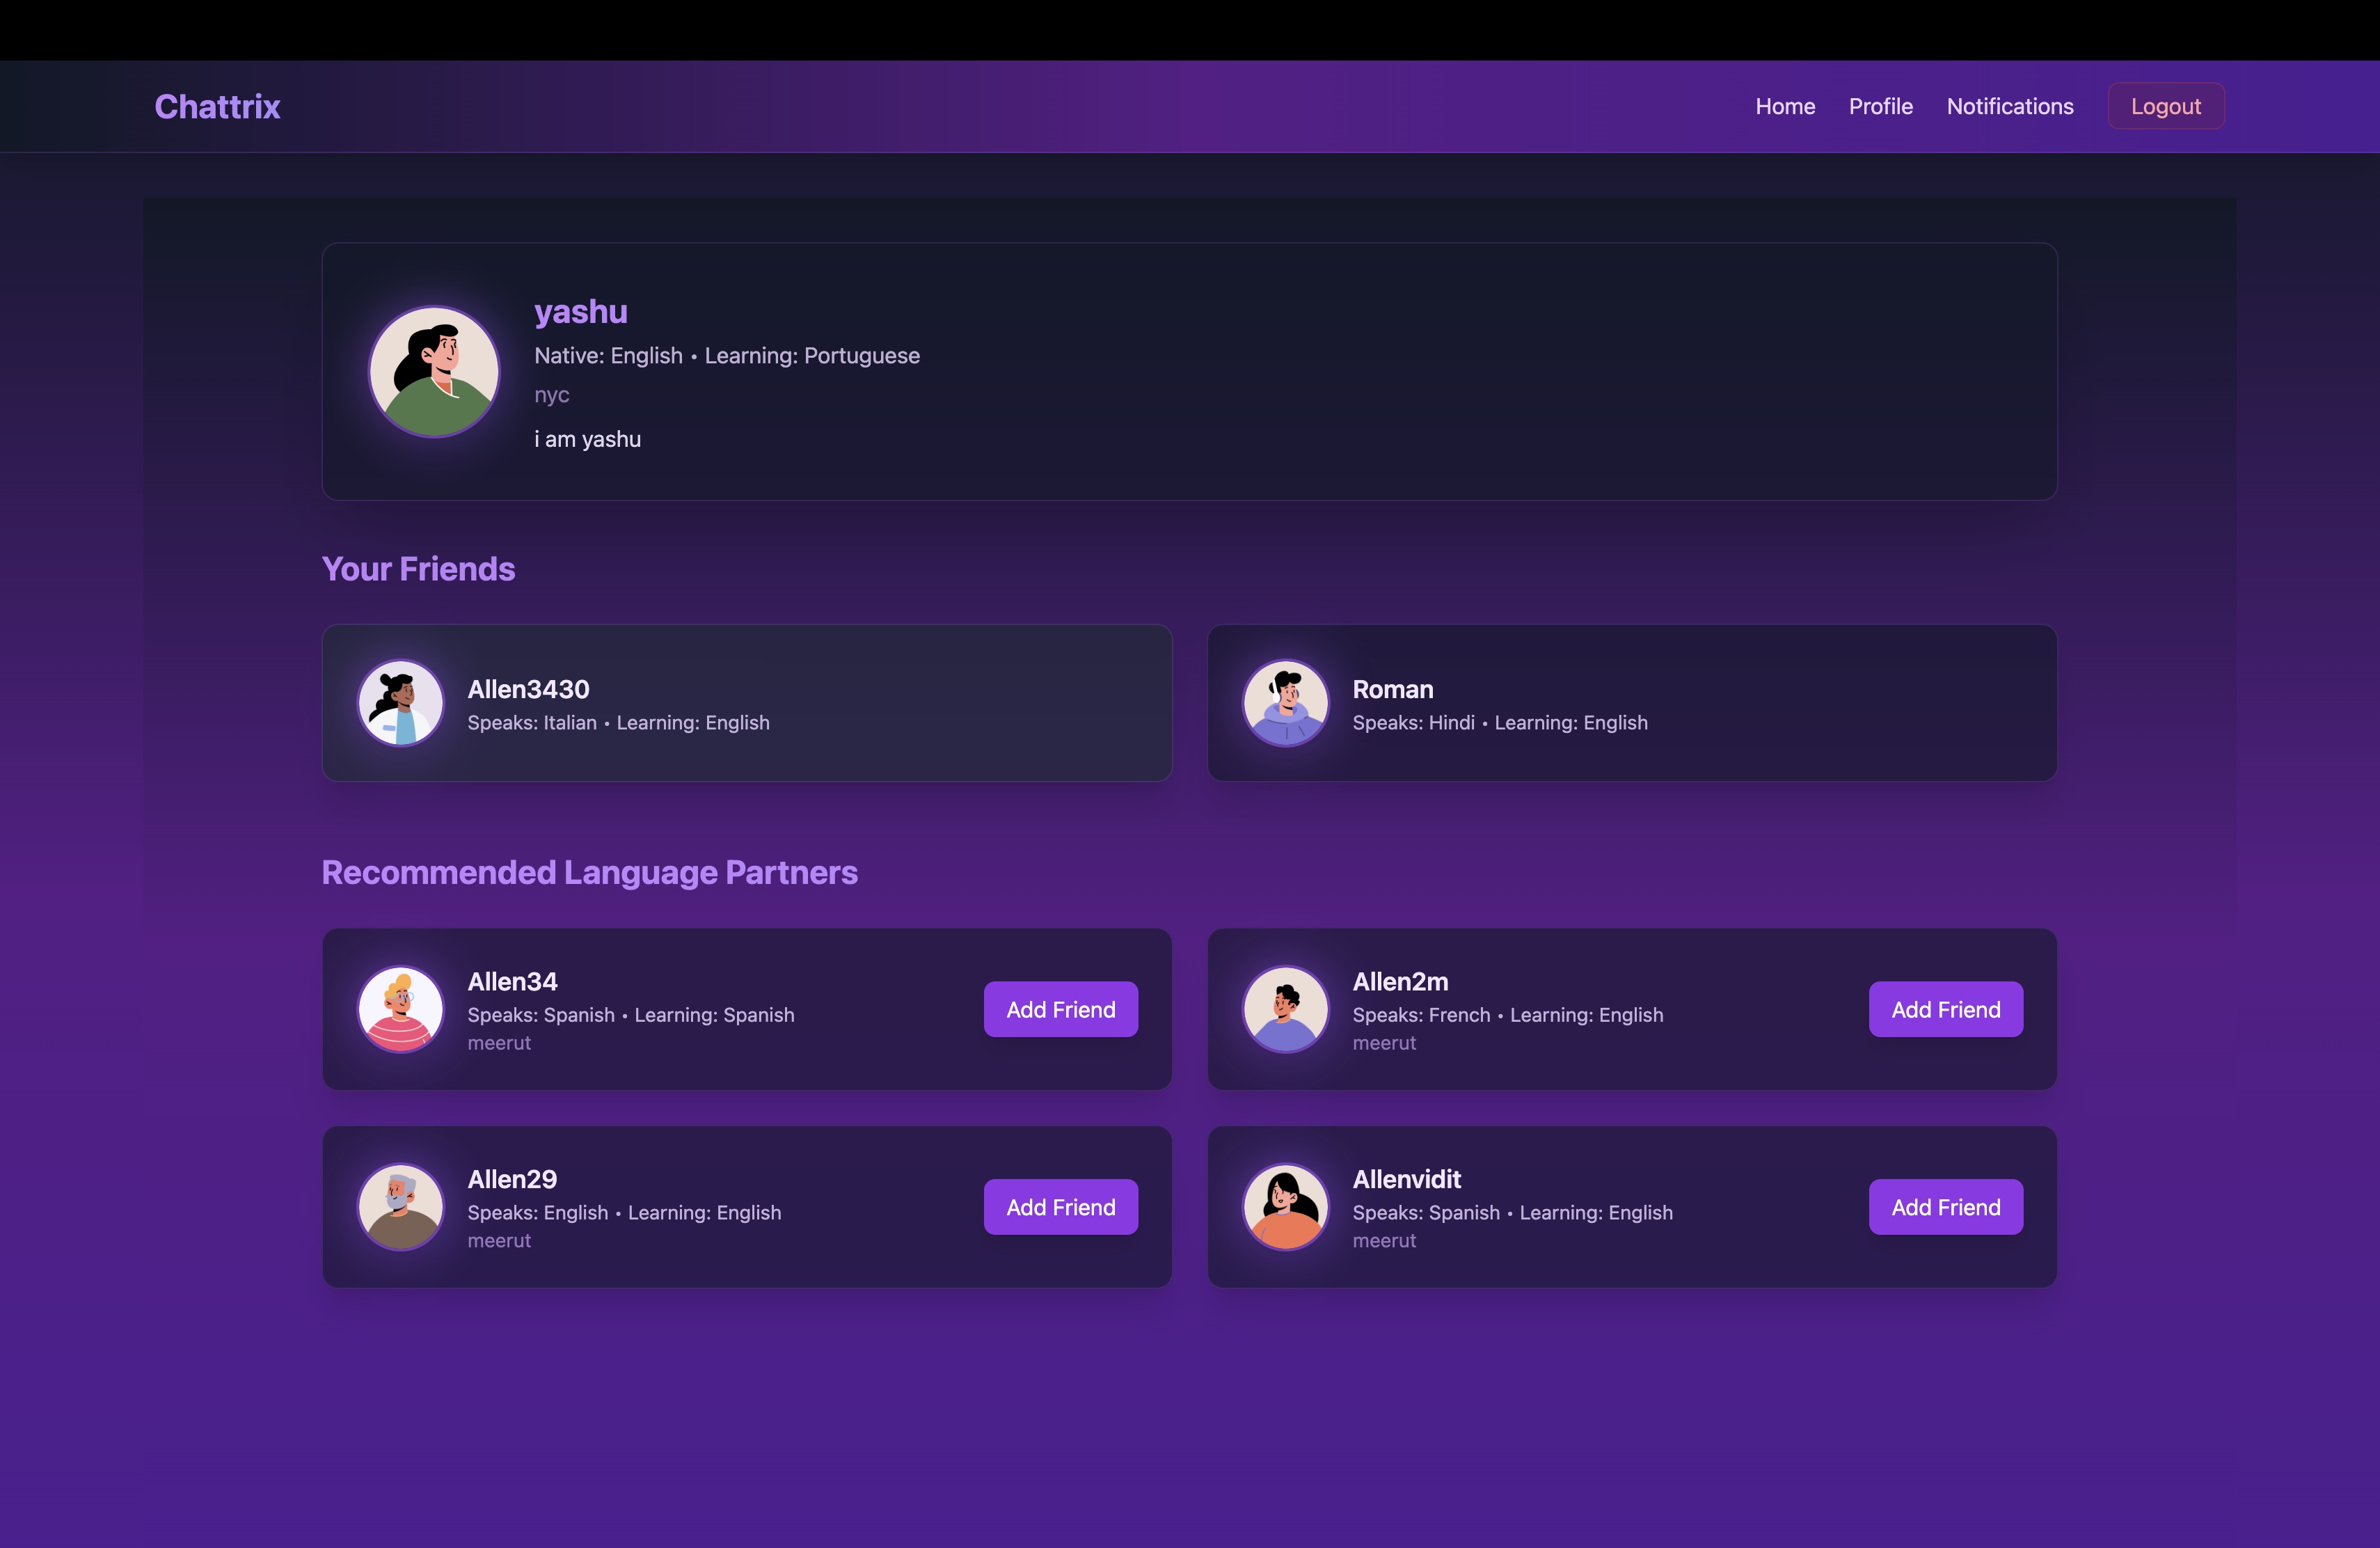 Chattrix
Home Profile Notifications Logout
yashu
Native: English • Learning: Portuguese
nyc
i am yashu
Your Friends
Allen3430
Speaks: Italian • Learning: English
Roman
Speaks: Hindi • Learning: English
Recommended Language Partners
Allen34
Speaks: Spanish • Learning: Spanish
meerut
Add Friend
Allen2m
Speaks: French • Learning: English
meerut
Add Friend
Allen29
Speaks: English • Learning: English
meerut
Add Friend
Allenvidit
Speaks: Spanish • Learning: English
meerut
Add Friend